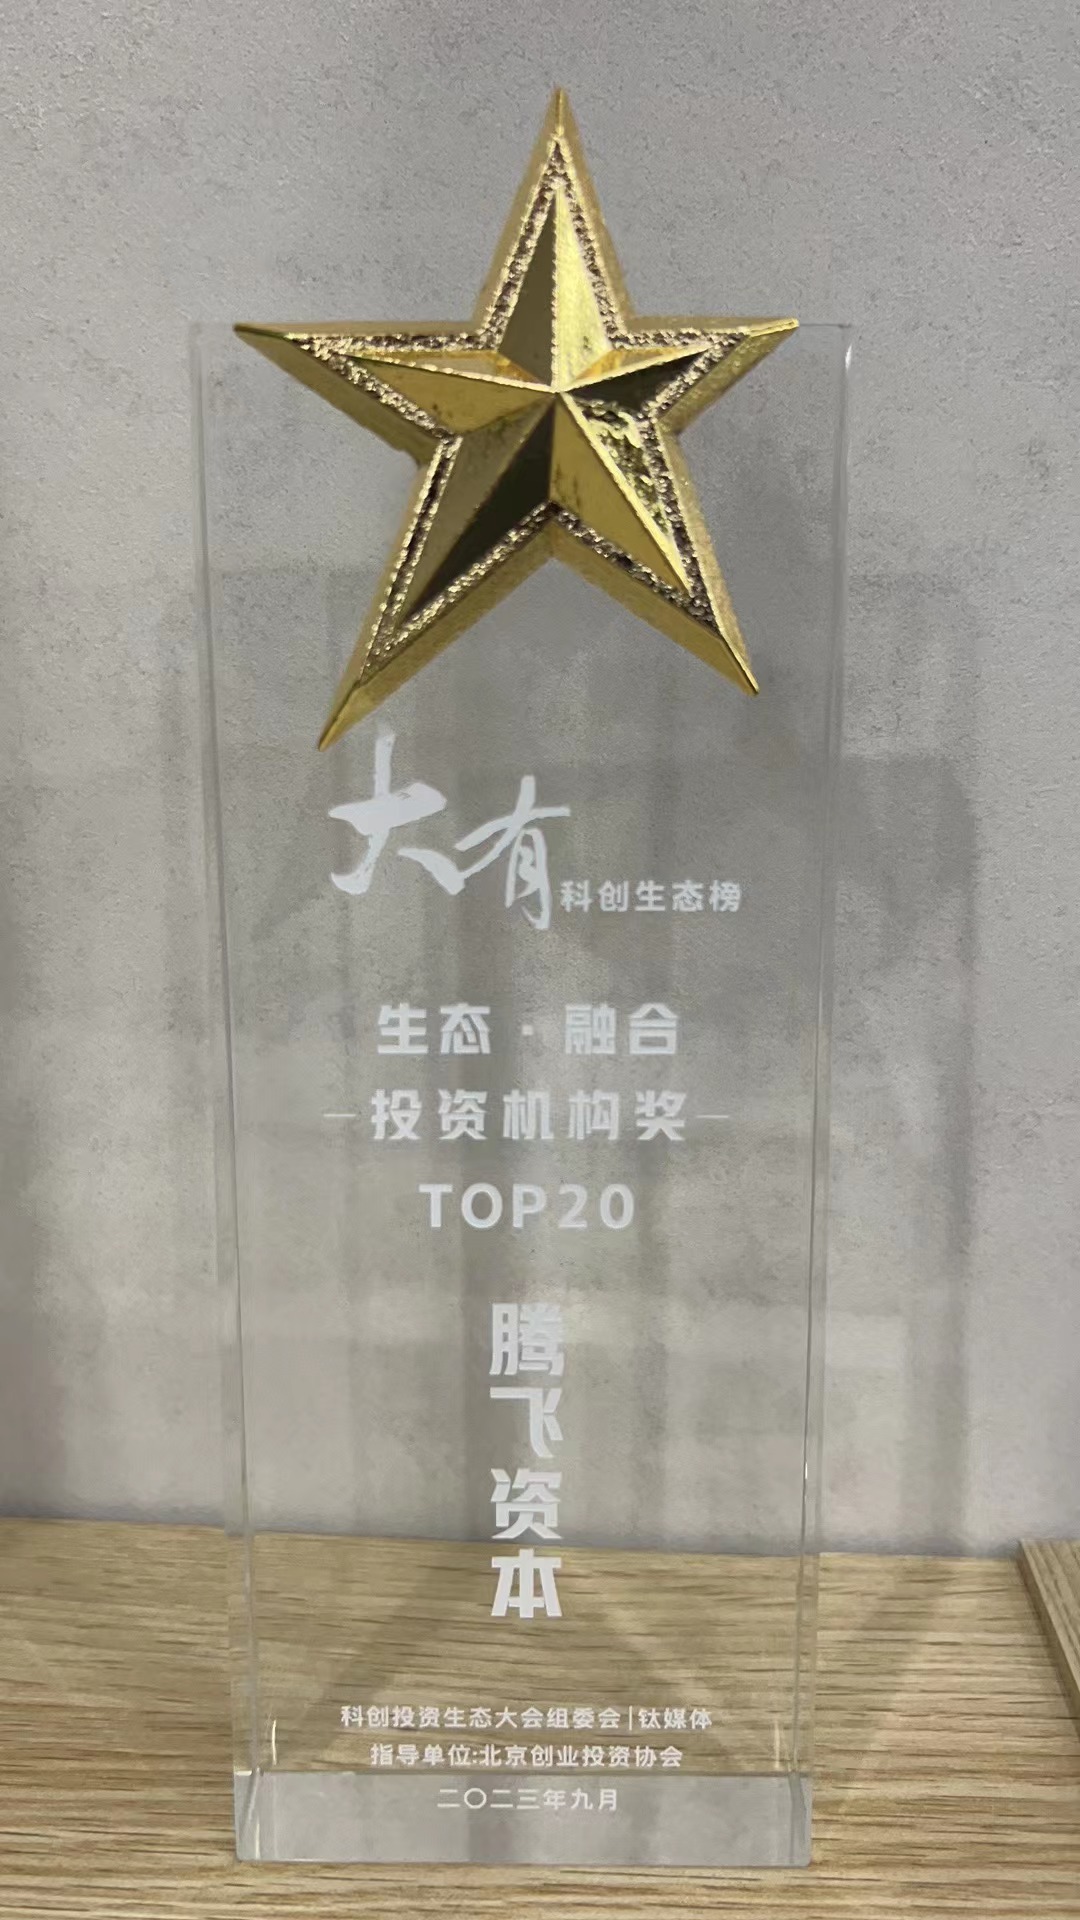 大有科创生态榜
生态·融合
投资机构奖
TOP20
腾飞资本
科创投资生态大会组委会|钛媒体
指导单位:北京创业投资协会
二〇二三年九月